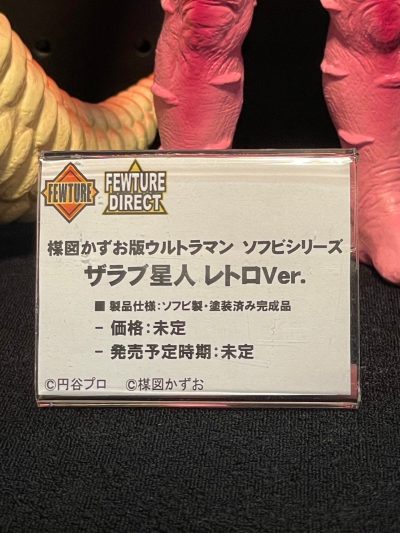 FEWTURE
FEWTURE
DIRECT
楳図かずお版ウルトラマン ソフビシリーズ
ザラブ星人 レトロVer.
■ 製品仕様:ソフビ製・塗装済み完成品
- 価格:未定
- 発売予定時期:未定
©円谷プロ ©楳図かずお